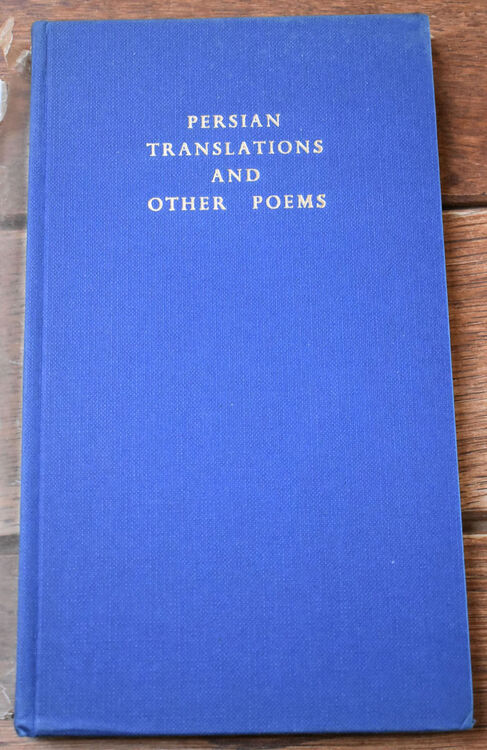 PERSIAN
TRANSLATIONS
AND
OTHER POEMS